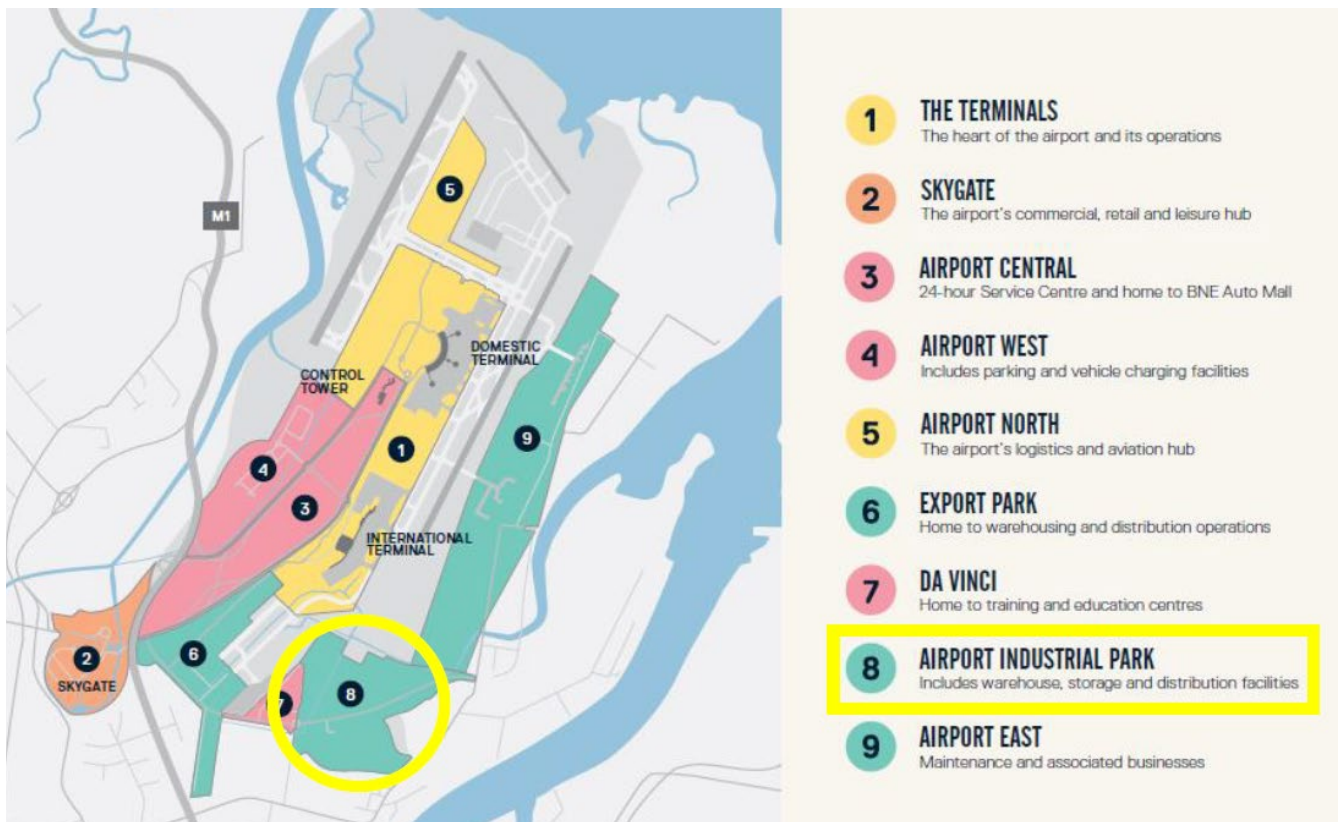 M1
5
DOMESTIC
TERMINAL
CONTROL
TOWER
9
1
4
3
INTERNATIONAL
TERMINAL
6
2
SKYGATE
8
7
1
THE TERMINALS
The heart of the airport and its operations
2
SKYGATE
The airport's commercial, retail and leisure hub
3
AIRPORT CENTRAL
24-hour Service Centre and home to BNE Auto Mall
4
AIRPORT WEST
Includes parking and vehicle charging facilities
5
AIRPORT NORTH
The airport's logistics and aviation hub
6
EXPORT PARK
Home to warehousing and distribution operations
7
DA VINCI
Home to training and education centres
8
AIRPORT INDUSTRIAL PARK
Includes warehouse, storage and distribution facilities
9
AIRPORT EAST
Maintenance and associated businesses